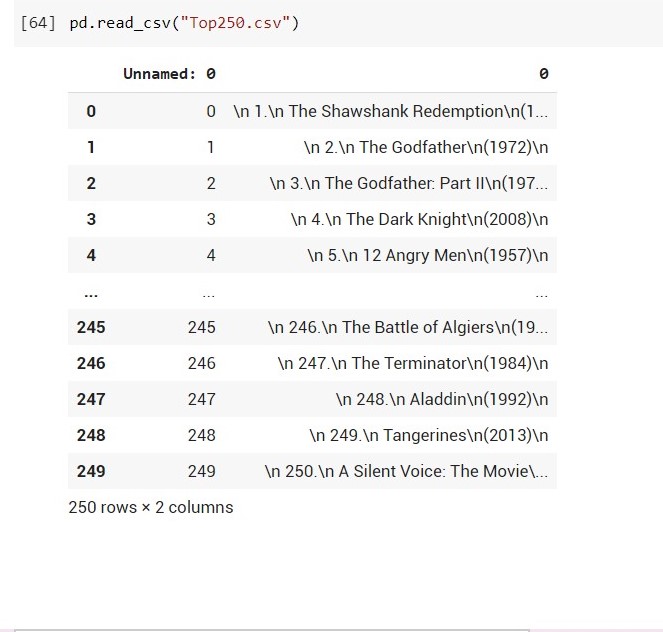 [64] pd.read_csv("Top250.csv")
Unnamed: 0 0
0 0 \n 1.\n The Shawshank Redemption\n(1...
1 1 \n 2.\n The Godfather\n(1972)\n
2 2 \n 3.\n The Godfather: Part II\n(197...
3 3 \n 4.\n The Dark Knight\n(2008)\n
4 4 \n 5.\n 12 Angry Men\n(1957)\n
... ... ...
245 245 \n 246.\n The Battle of Algiers\n(19...
246 246 \n 247.\n The Terminator\n(1984)\n
247 247 \n 248.\n Aladdin\n(1992)\n
248 248 \n 249.\n Tangerines\n(2013)\n
249 249 \n 250.\n A Silent Voice: The Movie\...
250 rows × 2 columns